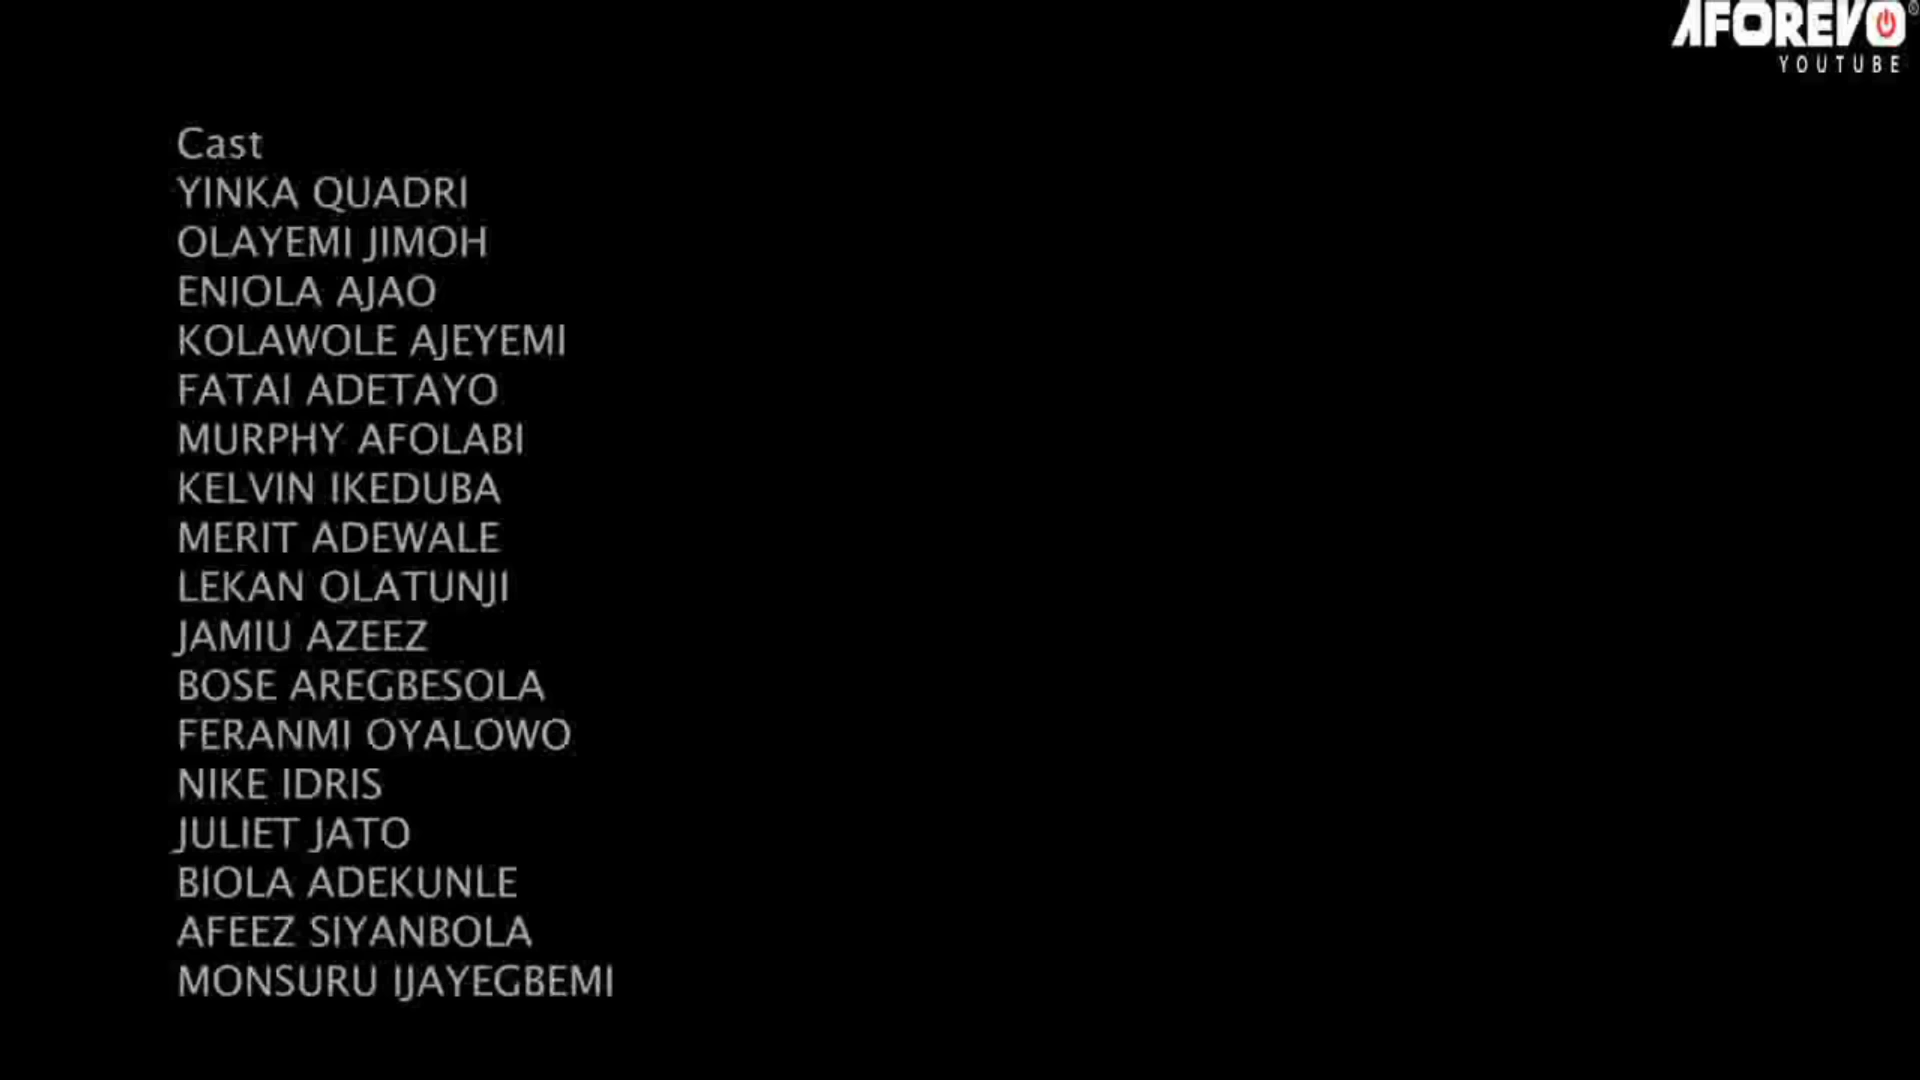 AFOREVO
YOUTUBE
Cast
YINKA QUADRI
OLAYEMI JIMOH
ENIOLA AJAO
KOLAWOLE AJEYEMI
FATAI ADETAYO
MURPHY AFOLABI
KELVIN IKEDUBA
MERIT ADEWALE
LEKAN OLATUNJI
JAMIU AZEEZ
BOSE AREGBESOLA
FERANMI OYALOWO
NIKE IDRIS
JULIET JATO
BIOLA ADEKUNLE
AFEEZ SIYANBOLA
MONSURU IJAYEGBEMI